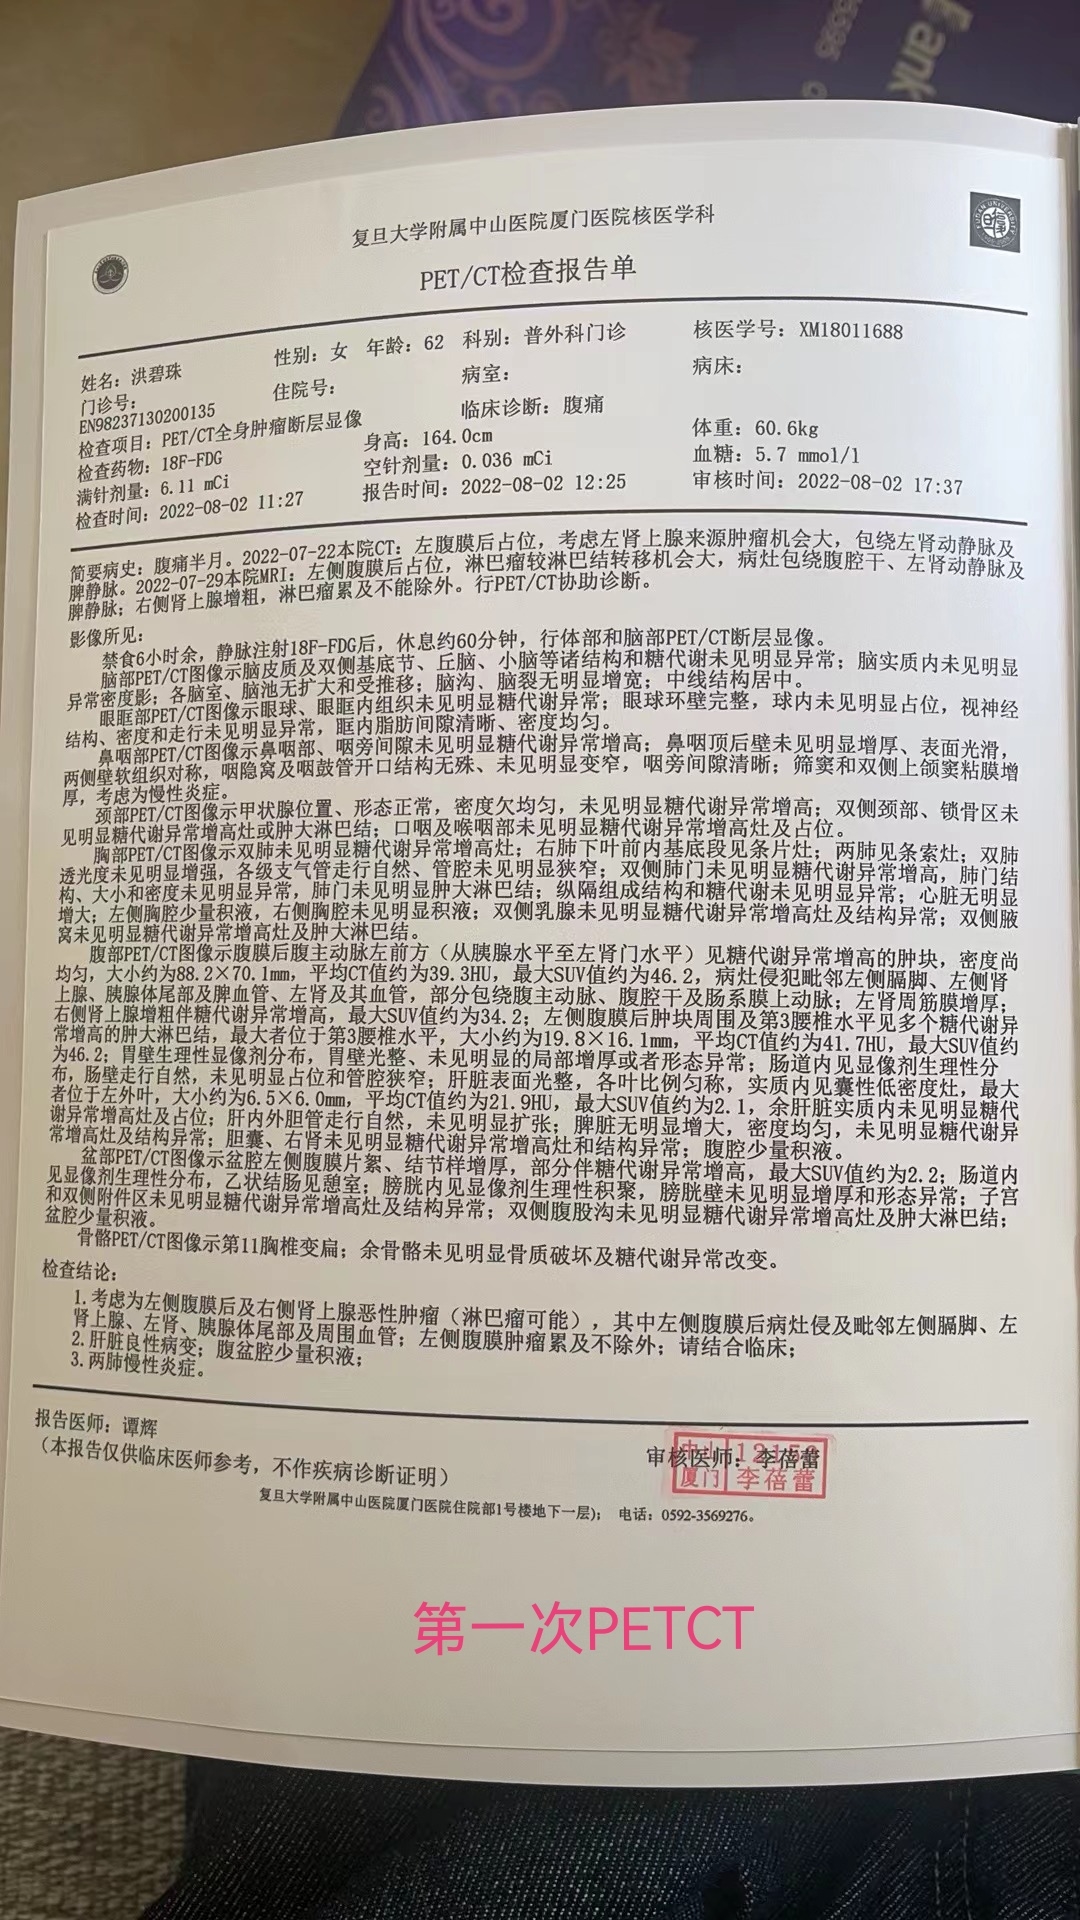 Bank
95595
复旦大学附属中山医院厦门医院核医学科
PET/CT检查报告单
姓名：洪碧珠 性别：女 年龄：62 科别：普外科门诊 核医学号：XM18011688
门诊号：EN98237130200135 住院号： 病室： 病床：
检查项目：PET/CT全身肿瘤断层显像 临床诊断：腹痛
检查药物：18F-FDG 身高：164.0cm 体重：60.6kg
满针剂量：6.11 mCi 空针剂量：0.036 mCi 血糖：5.7 mmol/l
检查时间：2022-08-02 11:27 报告时间：2022-08-02 12:25 审核时间：2022-08-02 17:37
简要病史：腹痛半月。2022-07-22本院CT：左腹膜后占位，考虑左肾上腺来源肿瘤机会大，包绕左肾动静脉及
脾静脉。2022-07-29本院MRI：左侧腹膜后占位，淋巴瘤较淋巴结转移机会大，病灶包绕腹腔干、左肾动静脉及
脾静脉；右侧肾上腺增粗，淋巴瘤累及不能除外。行PET/CT协助诊断。
影像所见：
禁食6小时余，静脉注射18F-FDG后，休息约60分钟，行体部和脑部PET/CT断层显像。
脑部PET/CT图像示脑皮质及双侧基底节、丘脑、小脑等诸结构和糖代谢未见明显异常；脑实质内未见明显
异常密度影；各脑室、脑池无扩大和受推移；脑沟、脑裂无明显增宽；中线结构居中。
眼眶部PET/CT图像示眼球、眼眶内组织未见明显糖代谢异常；眼球环壁完整，球内未见明显占位，视神经
结构、密度和走行未见明显异常，眶内脂肪间隙清晰、密度均匀。
鼻咽部PET/CT图像示鼻咽部、咽旁间隙未见明显糖代谢异常增高；鼻咽顶后壁未见明显增厚、表面光滑，
两侧壁软组织对称，咽隐窝及咽鼓管开口结构无殊、未见明显变窄，咽旁间隙清晰；筛窦和双侧上颌窦粘膜增
厚，考虑为慢性炎症。
颈部PET/CT图像示甲状腺位置、形态正常，密度欠均匀，未见明显糖代谢异常增高；双侧颈部、锁骨区未
见明显糖代谢异常增高灶或肿大淋巴结；口咽及喉咽部未见明显糖代谢异常增高灶及占位。
胸部PET/CT图像示双肺未见明显糖代谢异常增高灶；右肺下叶前内基底段见条片灶；两肺见条索灶；双肺
透光度未见明显增强，各级支气管走行自然、管腔未见明显狭窄；双侧肺门未见明显糖代谢异常增高，肺门结
构、大小和密度未见明显异常，肺门未见明显肿大淋巴结；纵隔组成结构和糖代谢未见明显异常；心脏无明显
增大；左侧胸腔少量积液，右侧胸腔未见明显积液；双侧乳腺未见明显糖代谢异常增高灶及结构异常；双侧腋
窝未见明显糖代谢异常增高灶及肿大淋巴结。
腹部PET/CT图像示腹膜后腹主动脉左前方（从胰腺水平至左肾门水平）见糖代谢异常增高的肿块，密度尚
均匀，大小约为88.2×70.1mm，平均CT值约为39.3HU，最大SUV值约为46.2，病灶侵犯毗邻左侧膈脚、左侧肾
上腺、胰腺体尾部及脾血管、左肾及其血管，部分包绕腹主动脉、腹腔干及肠系膜上动脉；左肾周筋膜增厚；
右侧肾上腺增粗伴糖代谢异常增高，最大SUV值约为34.2；左侧腹膜后肿块周围及第3腰椎水平见多个糖代谢异
常增高的肿大淋巴结，最大者位于第3腰椎水平，大小约为19.8×16.1mm，平均CT值约为41.7HU，最大SUV值约
为46.2；胃壁生理性显像剂分布，胃壁光整、未见明显的局部增厚或者形态异常；肠道内见显像剂生理性分
布，肠壁走行自然，未见明显占位和管腔狭窄；肝脏表面光整，各叶比例匀称，实质内见囊性低密度灶，最大
者位于左外叶，大小约为6.5×6.0mm，平均CT值约为21.9HU，最大SUV值约为2.1，余肝脏实质内未见明显糖代
谢异常增高灶及占位；肝内外胆管走行自然，未见明显扩张；脾脏无明显增大，密度均匀，未见明显糖代谢异
常增高灶及结构异常；胆囊、右肾未见明显糖代谢异常增高灶和结构异常；腹腔少量积液。
盆部PET/CT图像示盆腔左侧腹膜片絮、结节样增厚，部分伴糖代谢异常增高，最大SUV值约为2.2；肠道内
见显像剂生理性分布，乙状结肠见憩室；膀胱内见显像剂生理性积聚，膀胱壁未见明显增厚和形态异常；子宫
和双侧附件区未见明显糖代谢异常增高灶及结构异常；双侧腹股沟未见明显糖代谢异常增高灶及肿大淋巴结；
盆腔少量积液。
骨骼PET/CT图像示第11胸椎变扁；余骨骼未见明显骨质破坏及糖代谢异常改变。
检查结论：
1.考虑为左侧腹膜后及右侧肾上腺恶性肿瘤（淋巴瘤可能），其中左侧腹膜后病灶侵及毗邻左侧膈脚、左
肾上腺、左肾、胰腺体尾部及周围血管；左侧腹膜肿瘤累及不除外；请结合临床；
2.肝脏良性病变；腹盆腔少量积液；
3.两肺慢性炎症。
报告医师：谭辉 审核医师：李蓓蕾
中山 厦门 李蓓蕾
（本报告仅供临床医师参考，不作疾病诊断证明）
复旦大学附属中山医院厦门医院住院部1号楼地下一层); 电话：0592-3569276。
第一次PETCT